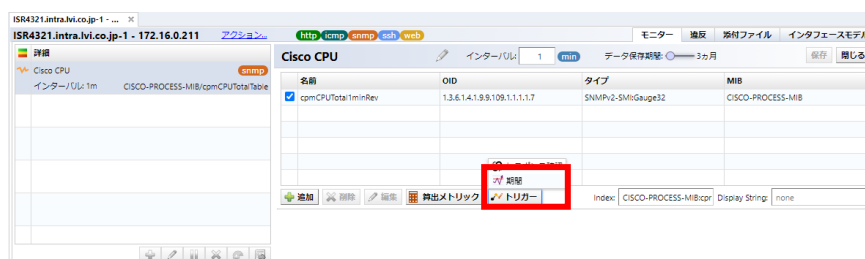 ISR4321.intra.lvi.co.jp-1 - ... ×
ISR4321.intra.lvi.co.jp-1 - 172.16.0.211 アクション... http icmp snmp ssh web モニター 違反 添付ファイル インタフェースモデル
詳細
Cisco CPU snmp
インターバル: 1m CISCO-PROCESS-MIB/cpmCPUTotalTable
Cisco CPU インターバル: 1 min データ保存期間: 3ヵ月 保存 閉じる
名前 OID タイプ MIB
cpmCPUTotal1minRev 1.3.6.1.4.1.9.9.109.1.1.1.1.7 SNMPv2-SMI:Gauge32 CISCO-PROCESS-MIB
期間
追加 削除 編集 算出メトリック トリガー Index: CISCO-PROCESS-MIB:cpr Display String: none